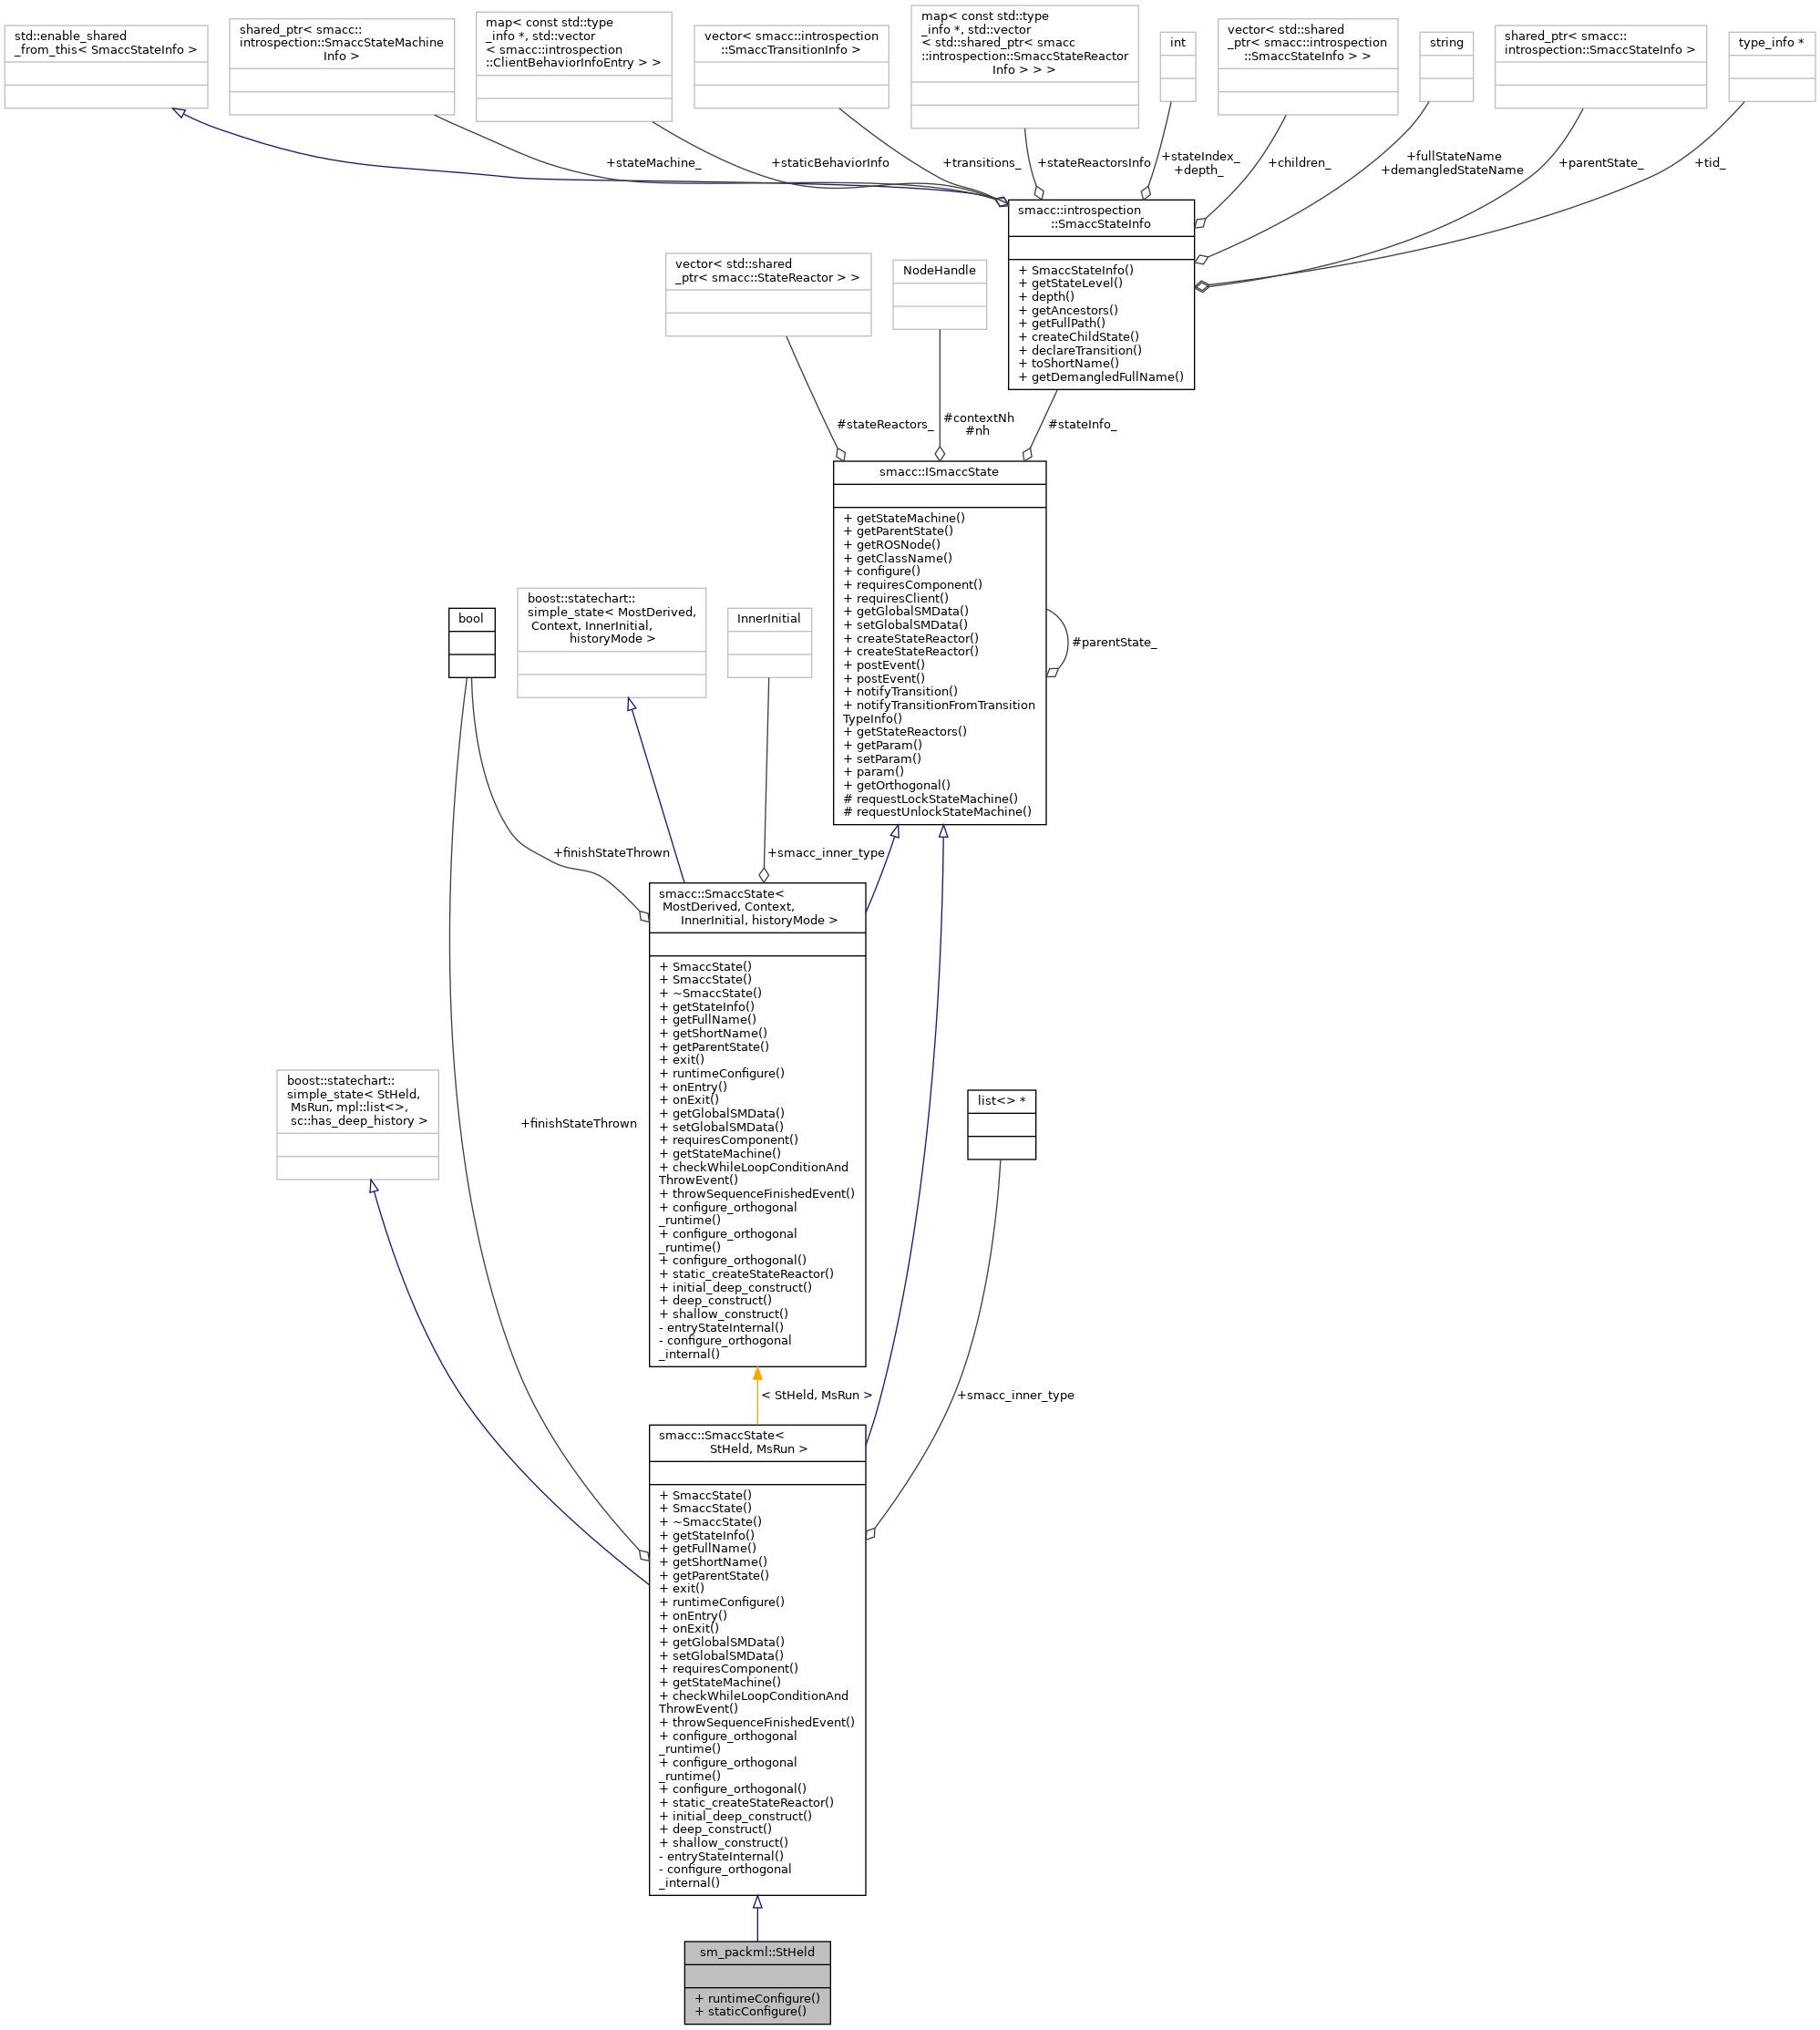 std::enable_shared
_from_this< SmaccStateInfo >
shared_ptr< smacc::
introspection::SmaccStateMachine
Info >
map< const std::type
_info *, std::vector
< smacc::introspection
::ClientBehaviorInfoEntry > >
vector< smacc::introspection
::SmaccTransitionInfo >
map< const std::type
_info *, std::vector
< std::shared_ptr< smacc
::introspection::SmaccStateReactor
Info > > >
int
vector< std::shared
_ptr< smacc::introspection
::SmaccStateInfo > >
string
shared_ptr< smacc::
introspection::SmaccStateInfo >
type_info *
+stateMachine_
+staticBehaviorInfo
+transitions_
+stateReactorsInfo
+stateIndex_
+depth_
+children_
+fullStateName
+demangledStateName
+parentState_
+tid_
smacc::introspection
::SmaccStateInfo
+ SmaccStateInfo()
+ getStateLevel()
+ depth()
+ getAncestors()
+ getFullPath()
+ createChildState()
+ declareTransition()
+ toShortName()
+ getDemangledFullName()
vector< std::shared
_ptr< smacc::StateReactor > >
NodeHandle
#stateReactors_
#contextNh
#nh
#stateInfo_
smacc::ISmaccState
+ getStateMachine()
+ getParentState()
+ getROSNode()
+ getClassName()
+ configure()
+ requiresComponent()
+ requiresClient()
+ getGlobalSMData()
+ setGlobalSMData()
+ createStateReactor()
+ createStateReactor()
+ postEvent()
+ postEvent()
+ notifyTransition()
+ notifyTransitionFromTransition
TypeInfo()
+ getStateReactors()
+ getParam()
+ setParam()
+ param()
+ getOrthogonal()
# requestLockStateMachine()
# requestUnlockStateMachine()
#parentState_
bool
boost::statechart::
simple_state< MostDerived,
Context, InnerInitial,
historyMode >
InnerInitial
+finishStateThrown
+smacc_inner_type
smacc::SmaccState<
MostDerived, Context,
InnerInitial, historyMode >
+ SmaccState()
+ SmaccState()
+ ~SmaccState()
+ getStateInfo()
+ getFullName()
+ getShortName()
+ getParentState()
+ exit()
+ runtimeConfigure()
+ onEntry()
+ onExit()
+ getGlobalSMData()
+ setGlobalSMData()
+ requiresComponent()
+ getStateMachine()
+ checkWhileLoopConditionAnd
ThrowEvent()
+ throwSequenceFinishedEvent()
+ configure_orthogonal
_runtime()
+ configure_orthogonal
_runtime()
+ configure_orthogonal()
+ static_createStateReactor()
+ initial_deep_construct()
+ deep_construct()
+ shallow_construct()
- entryStateInternal()
- configure_orthogonal
_internal()
boost::statechart::
simple_state< StHeld,
MsRun, mpl::list<>,
sc::has_deep_history >
+finishStateThrown
list<> *
< StHeld, MsRun >
+smacc_inner_type
smacc::SmaccState<
StHeld, MsRun >
+ SmaccState()
+ SmaccState()
+ ~SmaccState()
+ getStateInfo()
+ getFullName()
+ getShortName()
+ getParentState()
+ exit()
+ runtimeConfigure()
+ onEntry()
+ onExit()
+ getGlobalSMData()
+ setGlobalSMData()
+ requiresComponent()
+ getStateMachine()
+ checkWhileLoopConditionAnd
ThrowEvent()
+ throwSequenceFinishedEvent()
+ configure_orthogonal
_runtime()
+ configure_orthogonal
_runtime()
+ configure_orthogonal()
+ static_createStateReactor()
+ initial_deep_construct()
+ deep_construct()
+ shallow_construct()
- entryStateInternal()
- configure_orthogonal
_internal()
sm_packml::StHeld
+ runtimeConfigure()
+ staticConfigure()